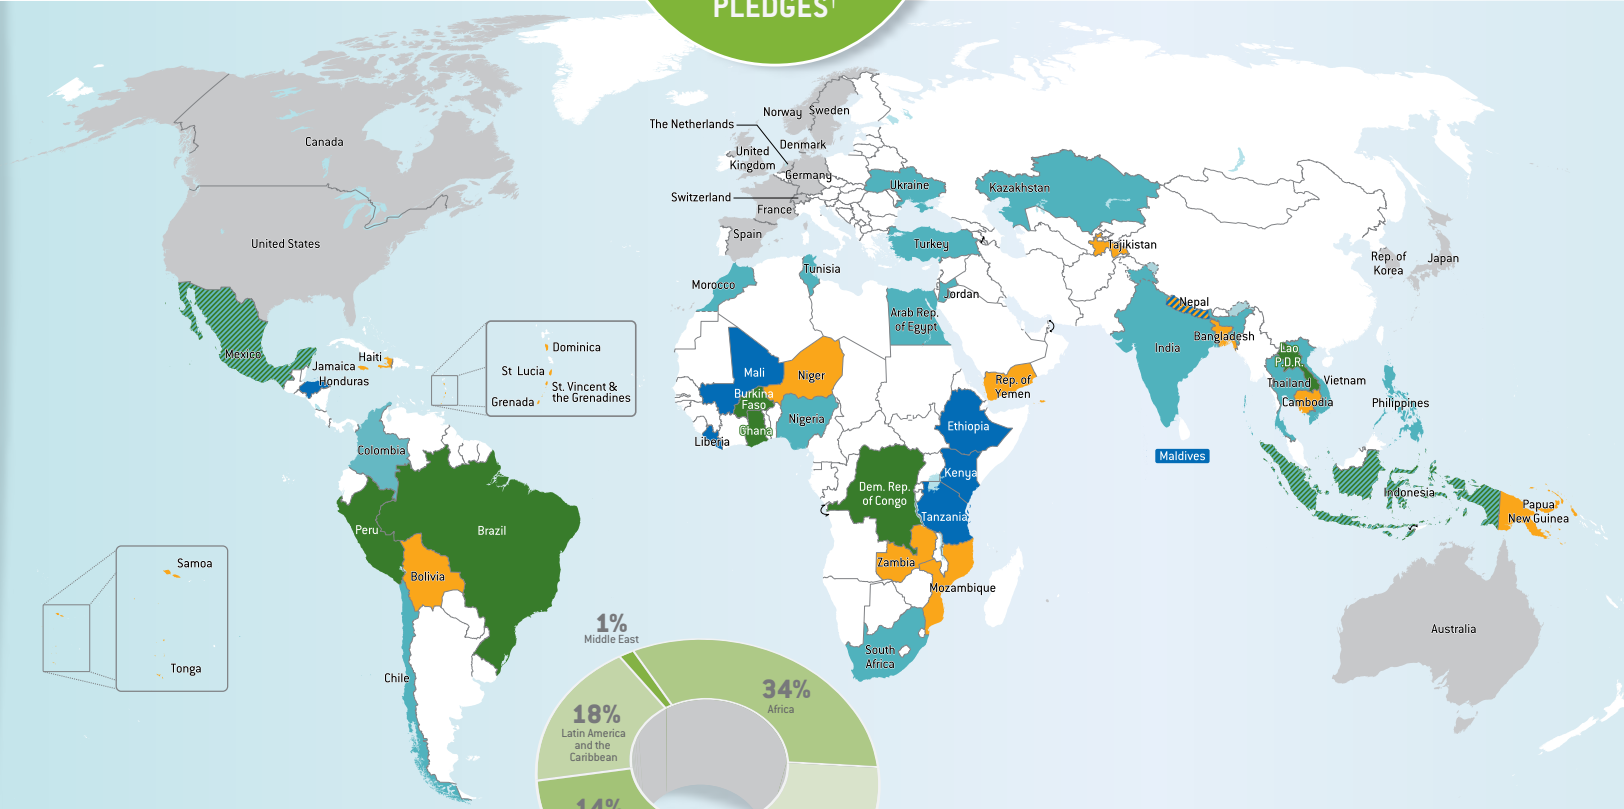 PLEDGES†
Norway
Sweden
The Netherlands
Canada
United
Kingdom
Denmark
Germany
Ukraine
Kazakhstan
Switzerland
France
Spain
United States
Turkey
Tajikistan
Rep. of
Korea
Japan
Tunisia
Morocco
Jordan
Nepal
Arab Rep.
of Egypt
Bangladesh
India
Lao
P.D.R.
Mexico
Haiti
Jamaica
Honduras
Dominica
St Lucia
St. Vincent &
the Grenadines
Grenada
Mali
Niger
Burkina
Faso
Rep. of
Yemen
Thailand
Vietnam
Cambodia
Philippines
Nigeria
Ghana
Liberia
Ethiopia
Colombia
Maldives
Kenya
Dem. Rep.
of Congo
Indonesia
Papua
New Guinea
Tanzania
Peru
Brazil
Samoa
Bolivia
Zambia
Mozambique
Australia
1%
Middle East
South
Africa
Tonga
Chile
34%
Africa
18%
Latin America
and the
Caribbean
14%